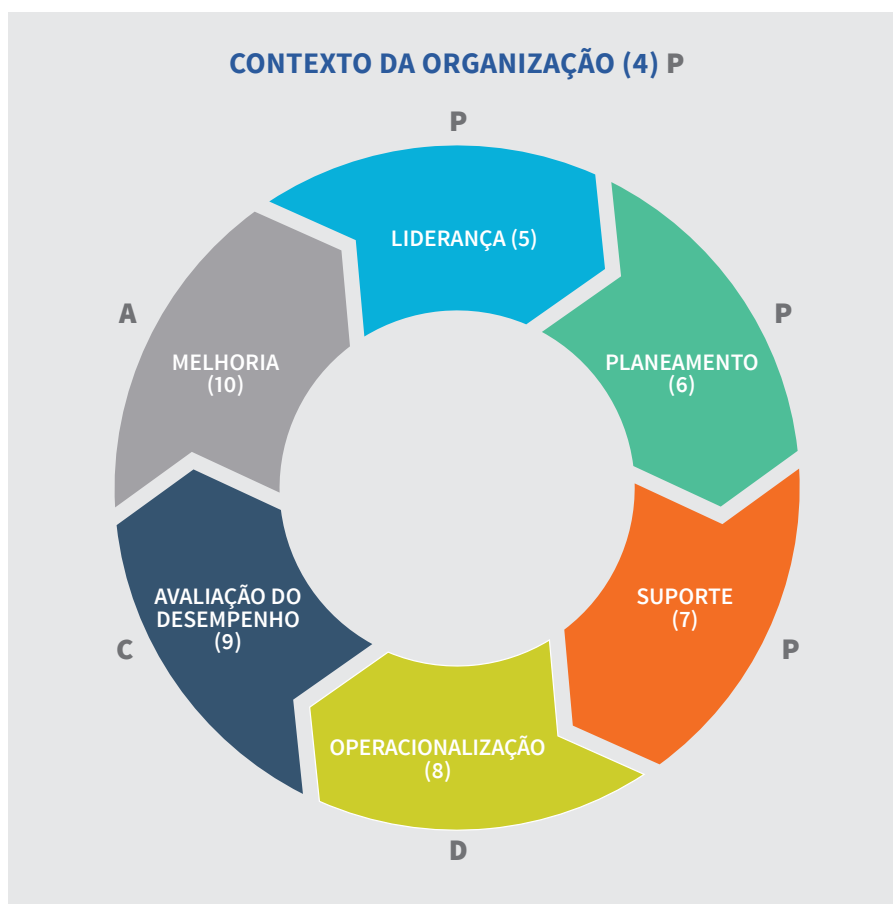 CONTEXTO DA ORGANIZAÇÃO (4) P
P
LIDERANÇA (5)
P
PLANEAMENTO
(6)
P
SUPORTE
(7)
D
OPERACIONALIZAÇÃO
(8)
C
AVALIAÇÃO DO
DESEMPENHO
(9)
A
MELHORIA
(10)